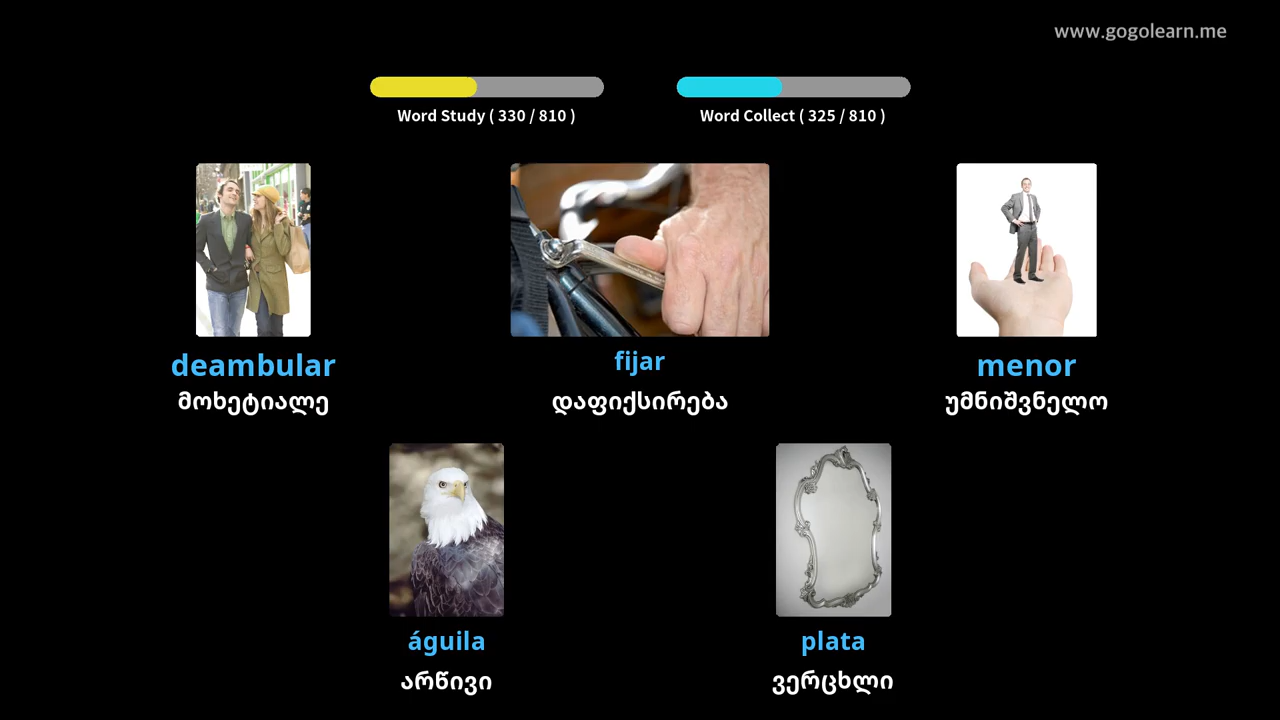 www.gogolearn.me
Word Study ( 330 / 810 )
Word Collect ( 325 / 810 )
deambular
მოხეტიალე
fijar
დაფიქსირება
menor
უმნიშვნელო
águila
არწივი
plata
ვერცხლი